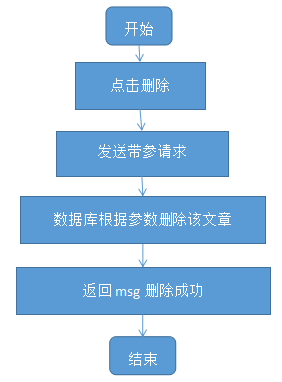 开始
点击删除
发送带参请求
数据库根据参数删除该文章
返回 msg 删除成功
结束